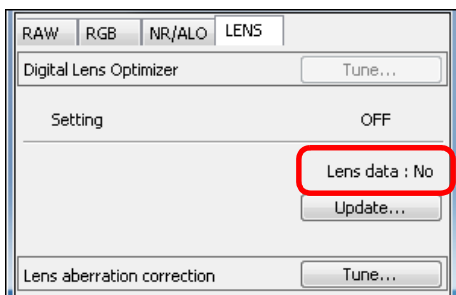 RAW RGB NR/ALO LENS
Digital Lens Optimizer Tune...
Setting OFF
Lens data : No
Update...
Lens aberration correction Tune...